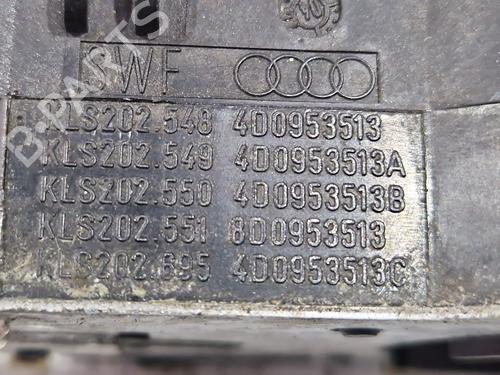 SWF
KLS202.548 4D0953513
KLS202.549 4D0953513A
KLS202.550 4D0953513B
KLS202.551 8D0953513
KLS202.695 4D0953513C
B-PARTS